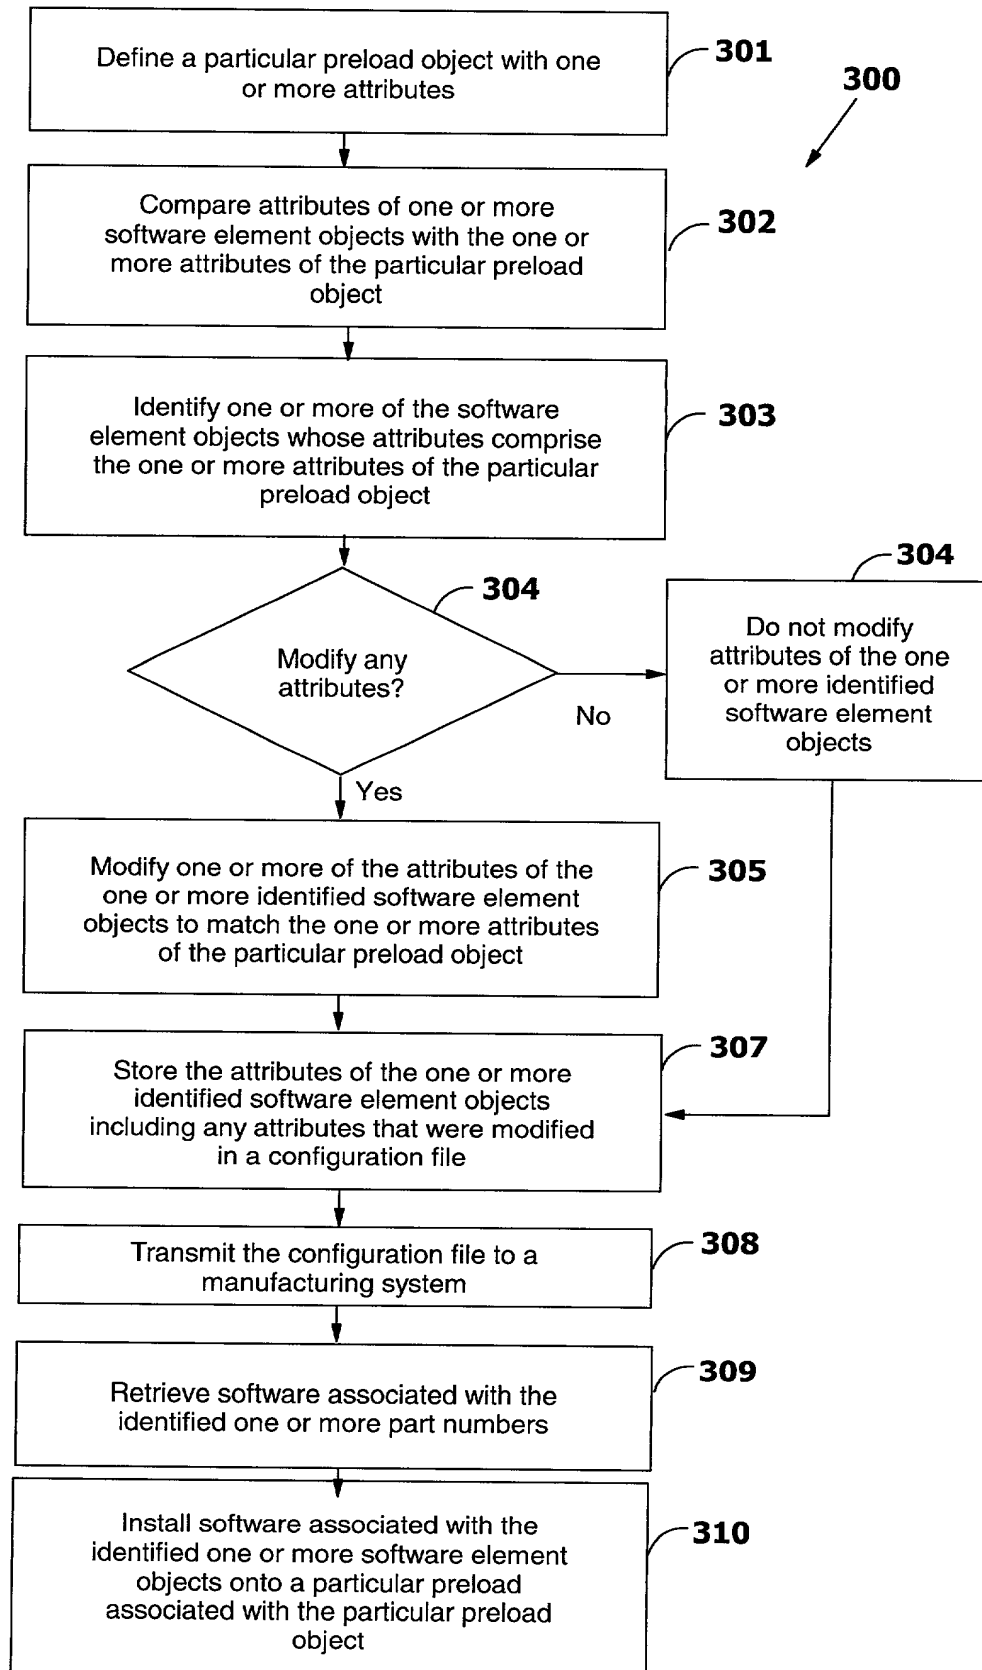 Define a particular preload object with one
or more attributes
301
300
Compare attributes of one or more
software element objects with the one or
more attributes of the particular preload
object
302
Identify one or more of the software
element objects whose attributes comprise
the one or more attributes of the particular
preload object
303
Modify any
attributes?
304
No
Yes
Do not modify
attributes of the one
or more identified
software element
objects
304
Modify one or more of the attributes of the
one or more identified software element
objects to match the one or more attributes
of the particular preload object
305
Store the attributes of the one or more
identified software element objects
including any attributes that were modified
in a configuration file
307
Transmit the configuration file to a
manufacturing system
308
Retrieve software associated with the
identified one or more part numbers
309
Install software associated with the
identified one or more software element
objects onto a particular preload
associated with the particular preload
object
310